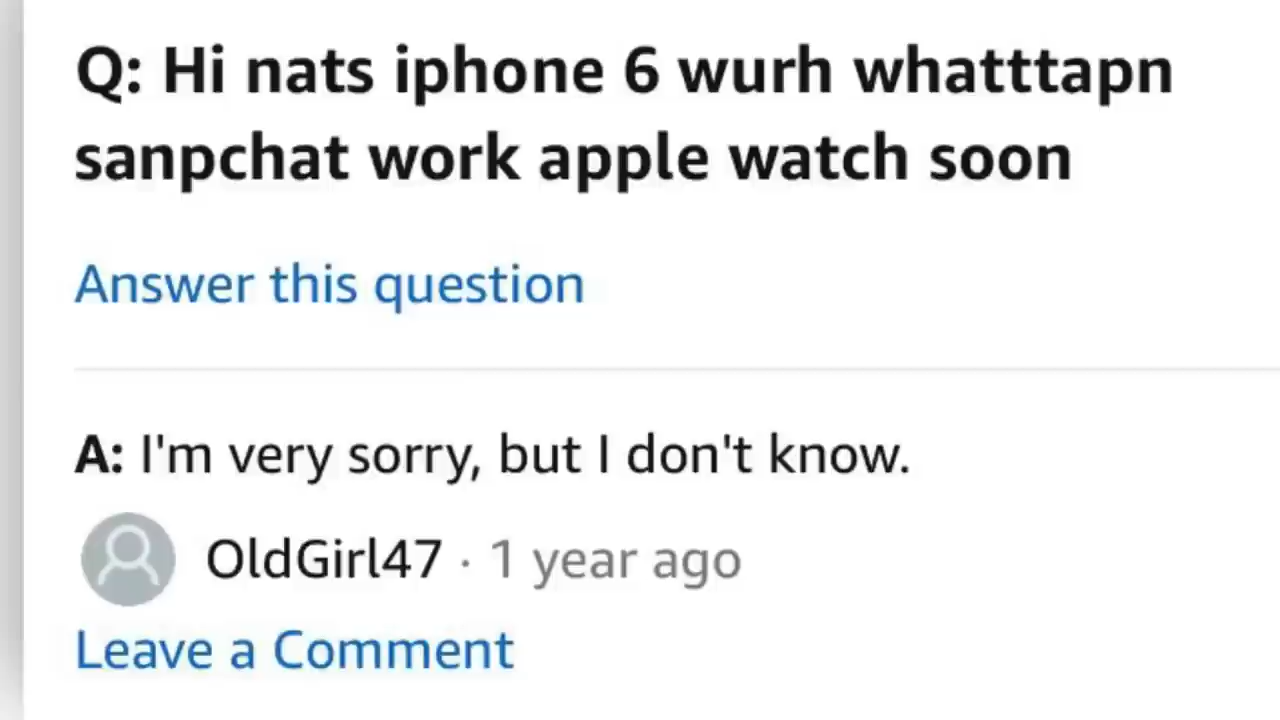 Q: Hi nats iphone 6 wurh whatttapn
sanpchat work apple watch soon
Answer this question
A: I'm very sorry, but I don't know.
OldGirl47 · 1 year ago
Leave a Comment